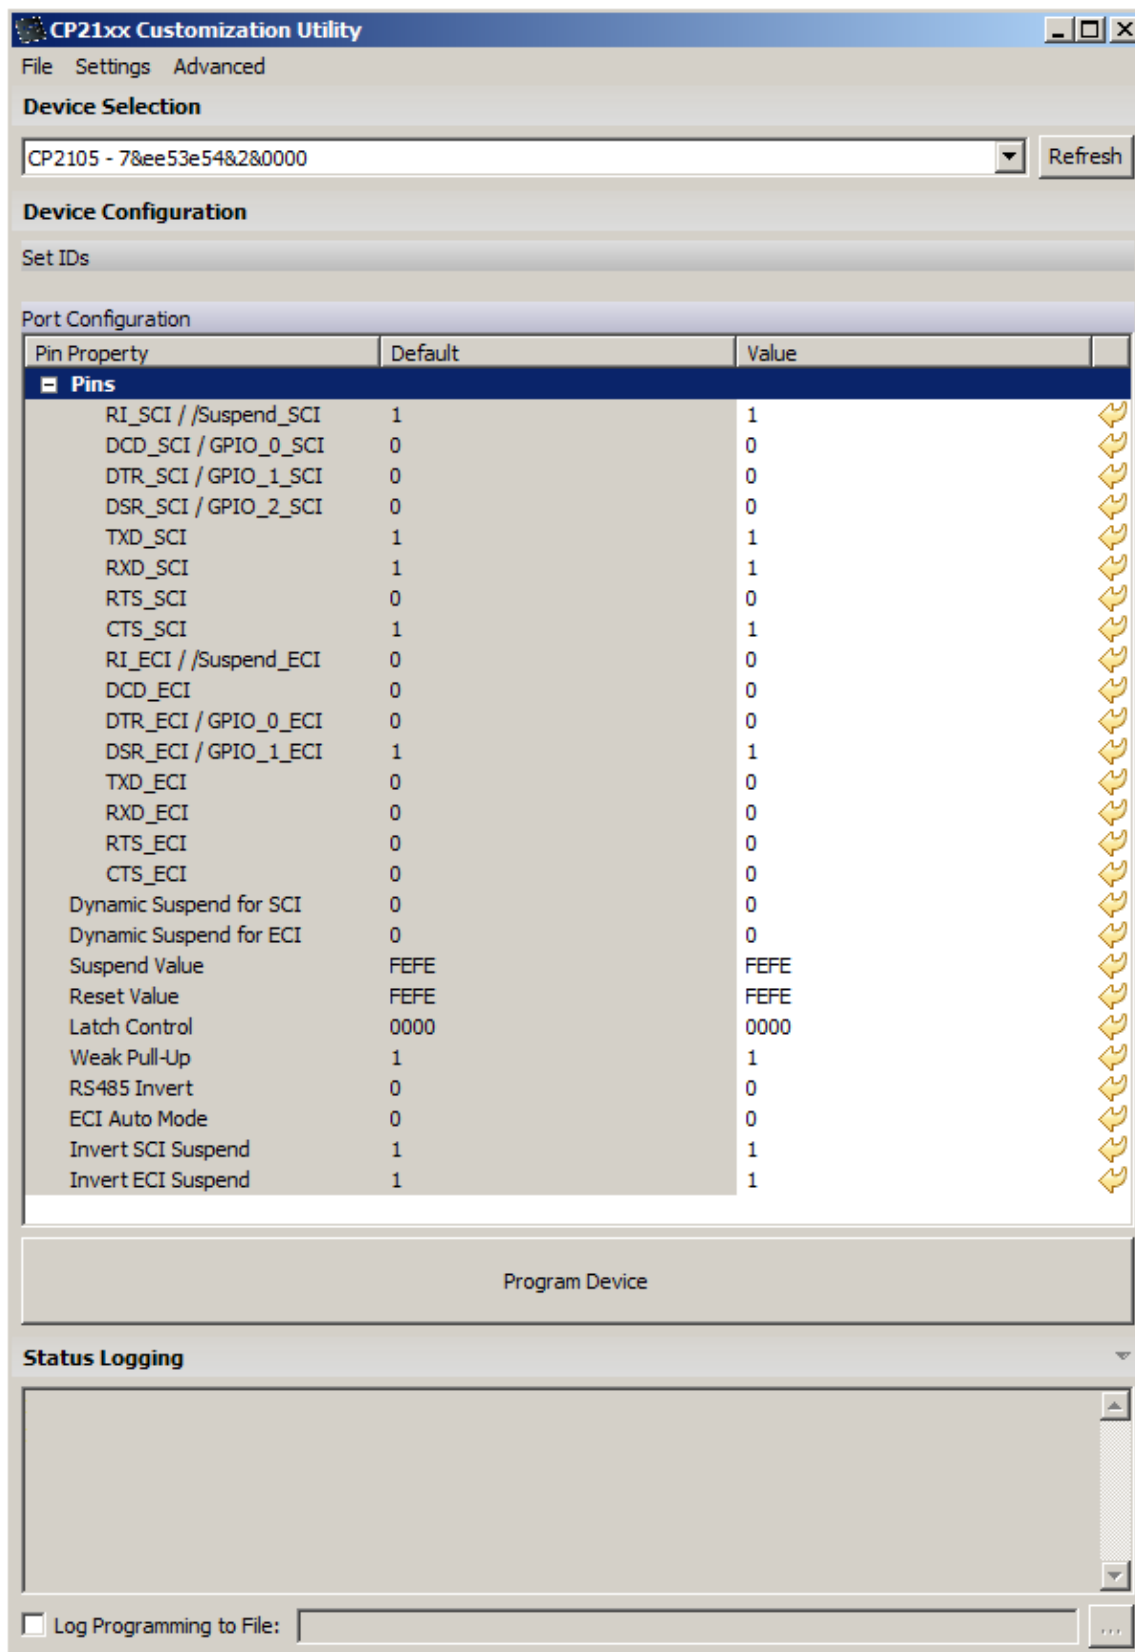 CP21xx Customization Utility
File Settings Advanced
Device Selection
CP2105 - 7&ee53e54&2&0000 Refresh
Device Configuration
Set IDs
Port Configuration
Pin Property Default Value
Pins
RI_SCI / /Suspend_SCI 1 1
DCD_SCI / GPIO_0_SCI 0 0
DTR_SCI / GPIO_1_SCI 0 0
DSR_SCI / GPIO_2_SCI 0 0
TXD_SCI 1 1
RXD_SCI 1 1
RTS_SCI 0 0
CTS_SCI 1 1
RI_ECI / /Suspend_ECI 0 0
DCD_ECI 0 0
DTR_ECI / GPIO_0_ECI 0 0
DSR_ECI / GPIO_1_ECI 1 1
TXD_ECI 0 0
RXD_ECI 0 0
RTS_ECI 0 0
CTS_ECI 0 0
Dynamic Suspend for SCI 0 0
Dynamic Suspend for ECI 0 0
Suspend Value FEFE FEFE
Reset Value FEFE FEFE
Latch Control 0000 0000
Weak Pull-Up 1 1
RS485 Invert 0 0
ECI Auto Mode 0 0
Invert SCI Suspend 1 1
Invert ECI Suspend 1 1
Program Device
Status Logging
Log Programming to File: ...